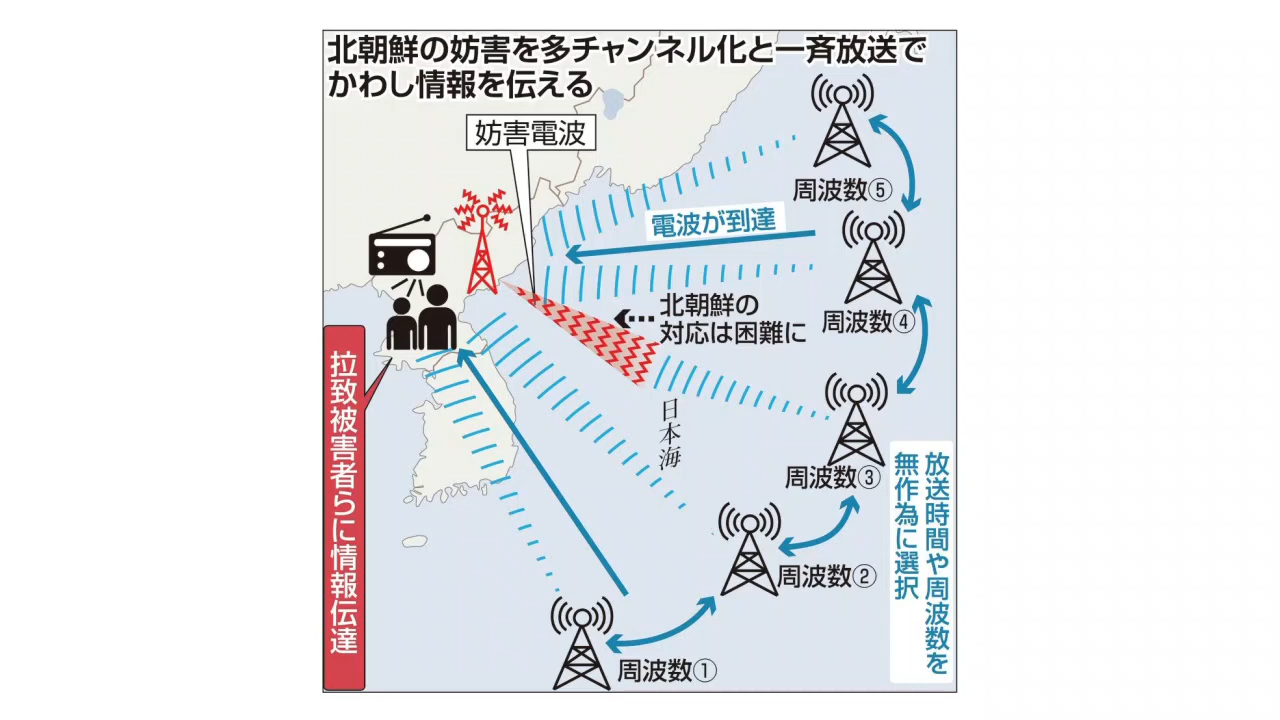 北朝鮮の妨害を多チャンネル化と一斉放送で
かわし情報を伝える
妨害電波
周波数⑤
電波が到達
周波数④
北朝鮮の
対応は困難に
日本海
周波数③
拉致被害者らに情報伝達
放送時間や周波数を
無作為に選択
周波数②
周波数①